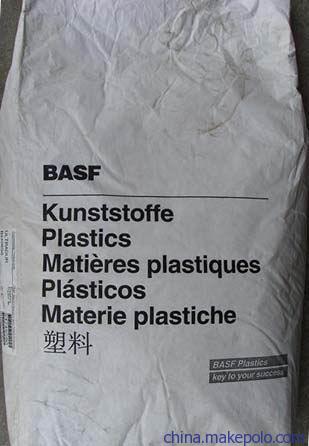 BASF
Kunststoffe
Plastics
Matières plastiques
Plásticos
Materie plastiche
塑料
BASF Plastics
key to your success
ULTRADUR
china.makepolo.com